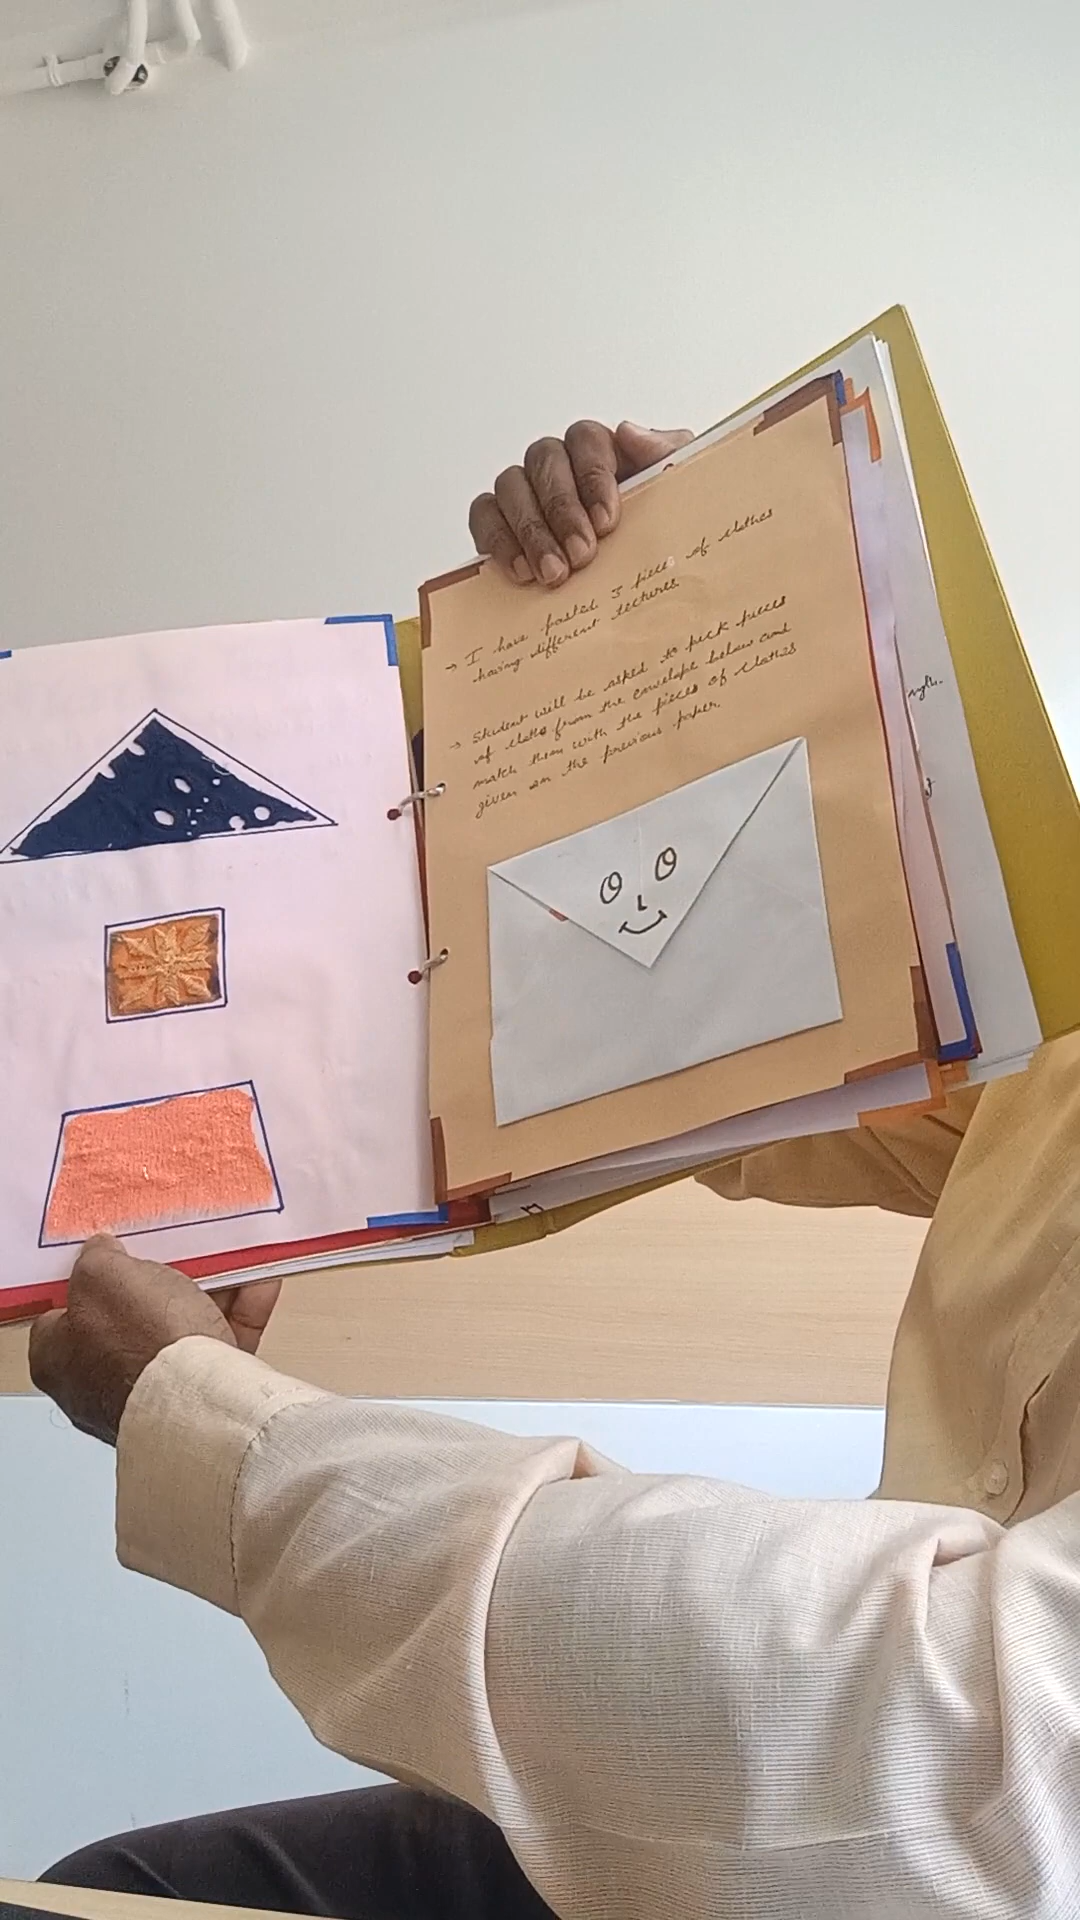 → I have pasted 3 pieces of clothes
having different textures.
→ Student will be asked to pick pieces
of cloths from the envelope below and
match them with the pieces of clothes
given on the previous paper.